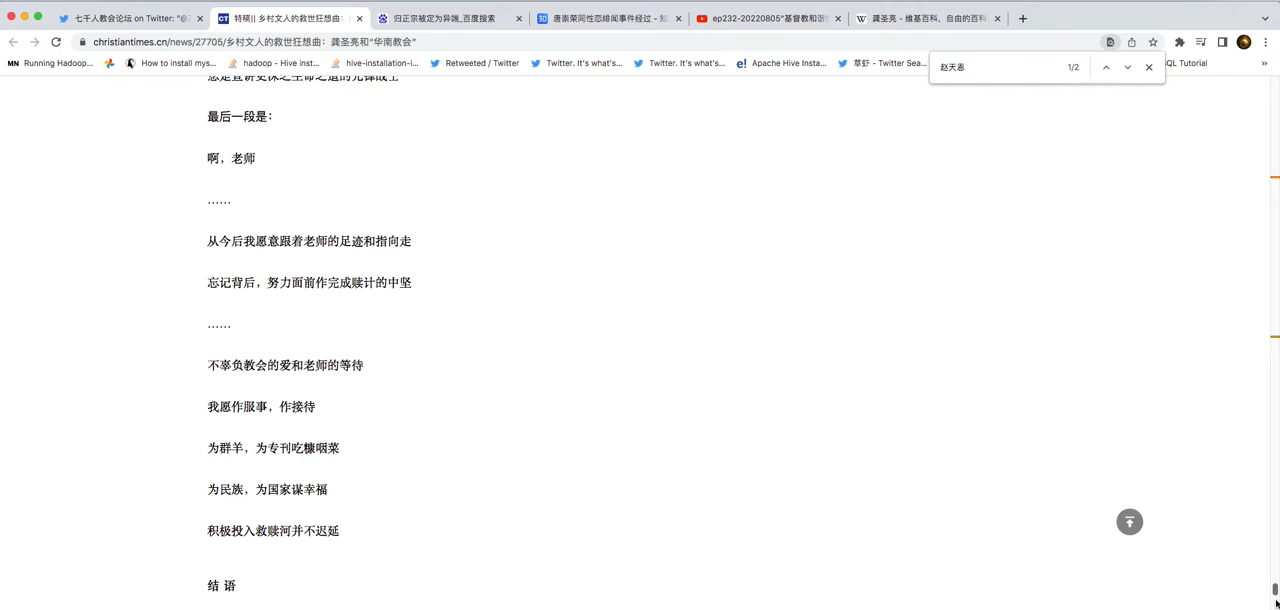 七千人教会论坛 on Twitter: "@
特稿|| 乡村文人的救世狂想曲：
归正宗被定为异端_百度搜索
唐崇荣同性恋绯闻事件经过 - 知
ep232-20220805"基督教和谐
龚圣亮 - 维基百科，自由的百科
christiantimes.cn/news/27705/乡村文人的救世狂想曲：龚圣亮和“华南教会”
MN Running Hadoop...
How to install mys...
hadoop - Hive inst...
hive-installation-i...
Retweeted / Twitter
Twitter. It's what's...
Twitter. It's what's...
e! Apache Hive Insta...
草虾 - Twitter Sea...
QL Tutorial
»
赵天恩 1/2
最后一段是：
啊，老师
……
从今后我愿意跟着老师的足迹和指向走
忘记背后，努力面前作完成赎计的中坚
……
不辜负教会的爱和老师的等待
我愿作服事，作接待
为群羊，为专刊吃糠咽菜
为民族，为国家谋幸福
积极投入救赎河并不迟延
结 语